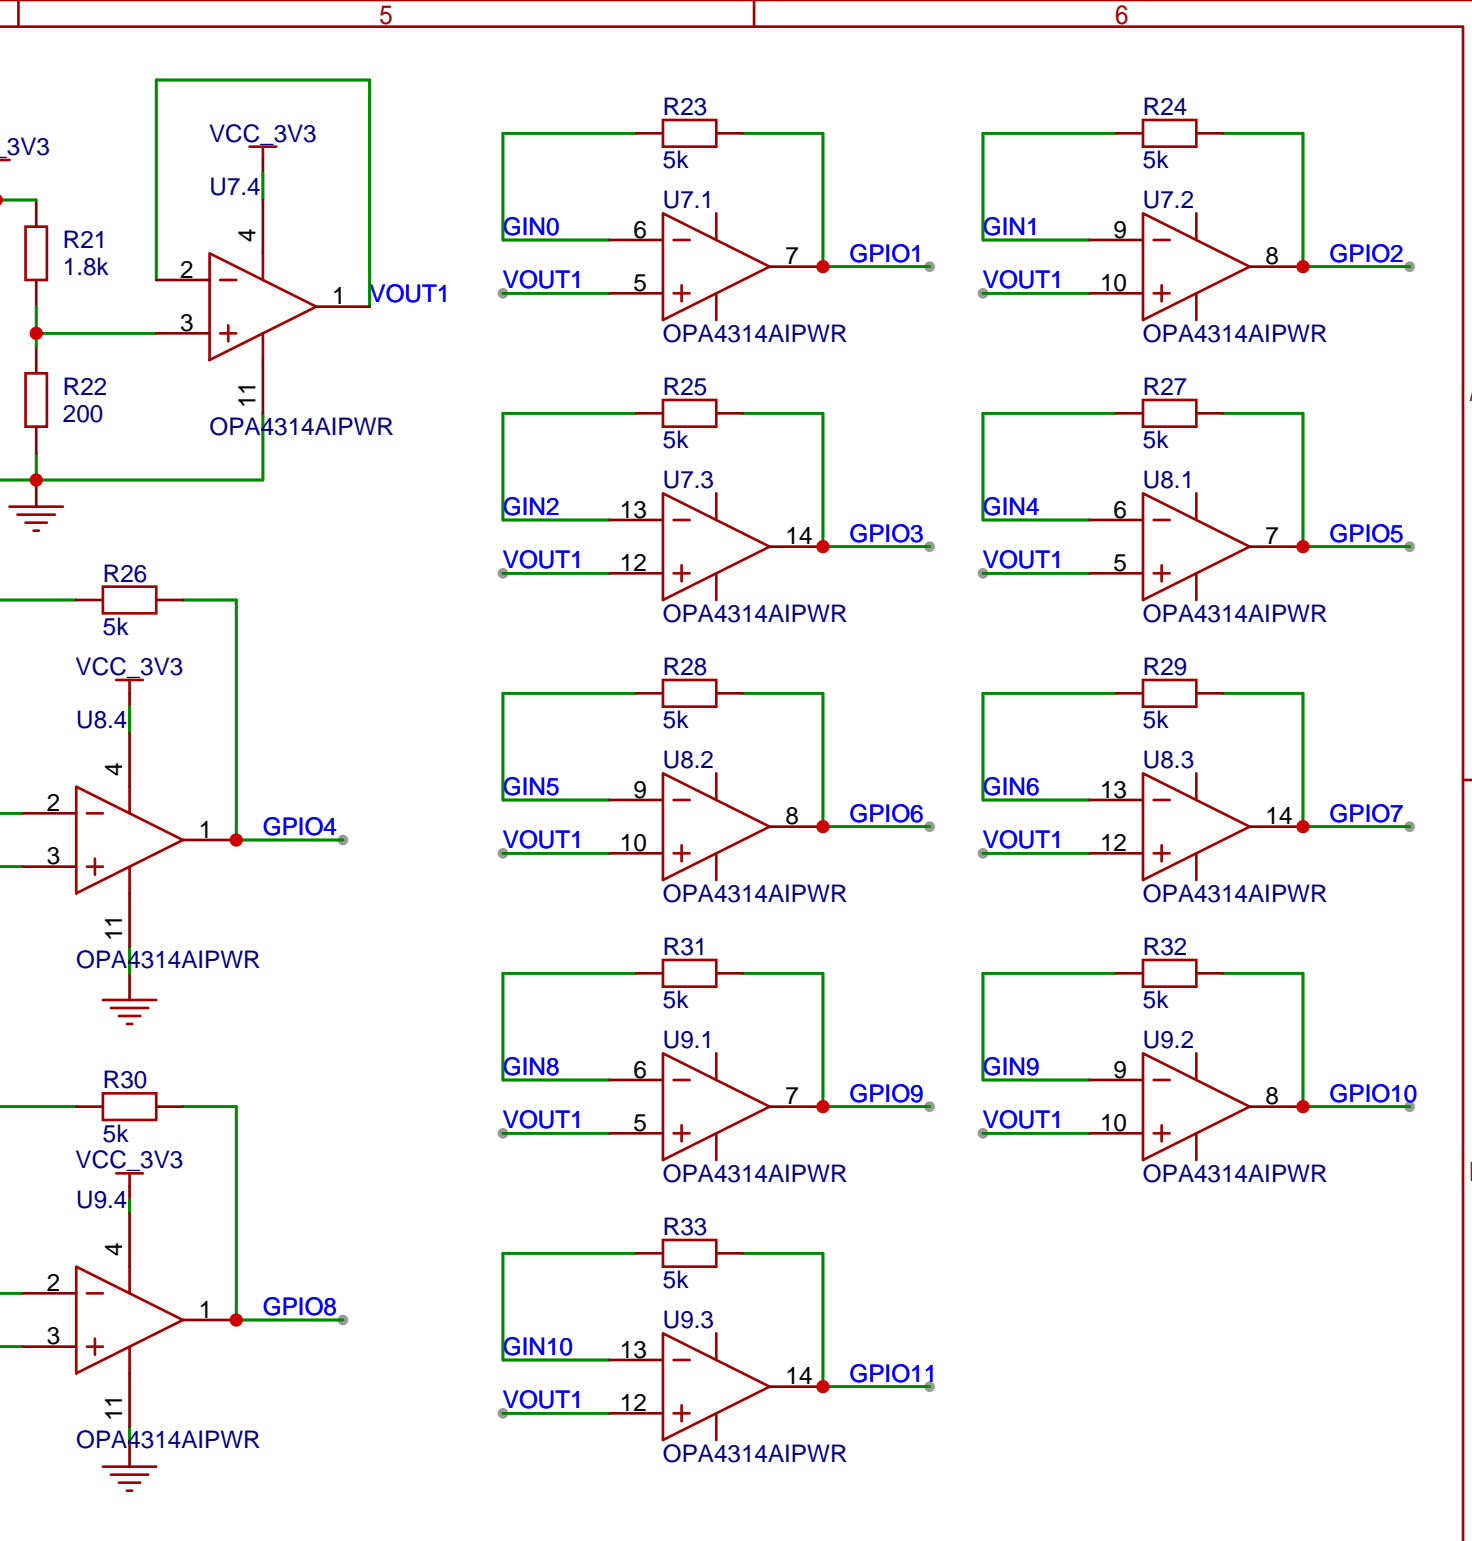 5
6
_3V3
R21
1.8k
R22
200
VCC_3V3
U7.4
4
2
3
1
VOUT1
11
OPA4314AIPWR
R23
5k
U7.1
GIN0
6
VOUT1
5
7
GPIO1
OPA4314AIPWR
R24
5k
U7.2
GIN1
9
VOUT1
10
8
GPIO2
OPA4314AIPWR
R25
5k
U7.3
GIN2
13
VOUT1
12
14
GPIO3
OPA4314AIPWR
R27
5k
U8.1
GIN4
6
VOUT1
5
7
GPIO5
OPA4314AIPWR
R26
5k
VCC_3V3
U8.4
4
2
3
1
GPIO4
11
OPA4314AIPWR
R28
5k
U8.2
GIN5
9
VOUT1
10
8
GPIO6
OPA4314AIPWR
R29
5k
U8.3
GIN6
13
VOUT1
12
14
GPIO7
OPA4314AIPWR
R30
5k
VCC_3V3
U9.4
4
2
3
1
GPIO8
11
OPA4314AIPWR
R31
5k
U9.1
GIN8
6
VOUT1
5
7
GPIO9
OPA4314AIPWR
R32
5k
U9.2
GIN9
9
VOUT1
10
8
GPIO10
OPA4314AIPWR
R33
5k
U9.3
GIN10
13
VOUT1
12
14
GPIO11
OPA4314AIPWR